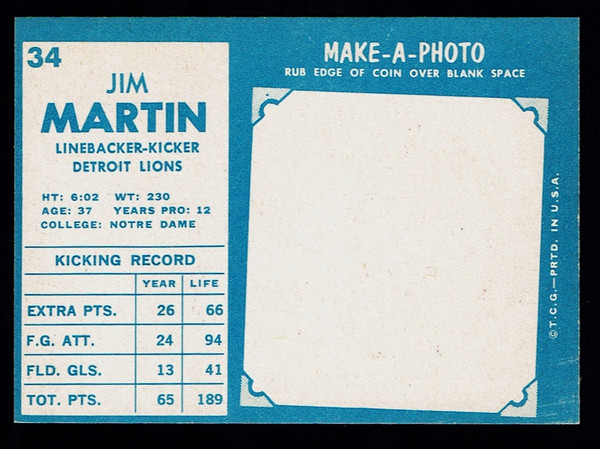 34
JIM
MARTIN
LINEBACKER-KICKER
DETROIT LIONS
HT: 6:02 WT: 230
AGE: 37 YEARS PRO: 12
COLLEGE: NOTRE DAME
KICKING RECORD
YEAR LIFE
EXTRA PTS. 26 66
F.G. ATT. 24 94
FLD. GLS. 13 41
TOT. PTS. 65 189
MAKE-A-PHOTO
RUB EDGE OF COIN OVER BLANK SPACE
©T.C.G.—PRTD. IN U.S.A.